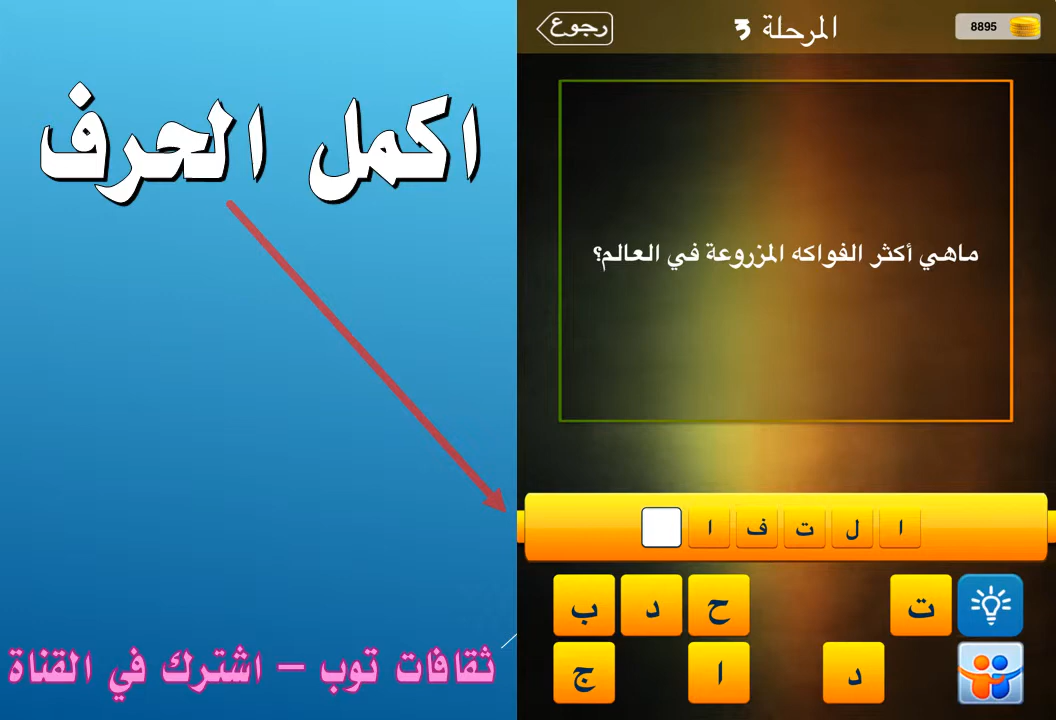 رجوع
المرحلة 3
8895
اكمل الحرف
ماهي أكثر الفواكه المزروعة في العالم؟
ا ل ت ف ا
ت ح د ب
د ا ج
ثقافات توب – اشترك في القناة